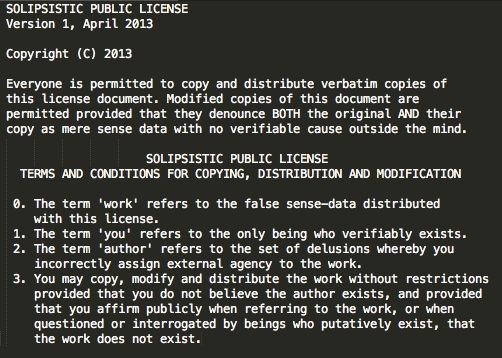 SOLIPSISTIC PUBLIC LICENSE
Version 1, April 2013
Copyright (C) 2013
Everyone is permitted to copy and distribute verbatim copies of
this license document. Modified copies of this document are
permitted provided that they denounce BOTH the original AND their
copy as mere sense data with no verifiable cause outside the mind.
SOLIPSISTIC PUBLIC LICENSE
TERMS AND CONDITIONS FOR COPYING, DISTRIBUTION AND MODIFICATION
0. The term 'work' refers to the false sense-data distributed
with this license.
1. The term 'you' refers to the only being who verifiably exists.
2. The term 'author' refers to the set of delusions whereby you
incorrectly assign external agency to the work.
3. You may copy, modify and distribute the work without restrictions
provided that you do not believe the author exists, and provided
that you affirm publicly when referring to the work, or when
questioned or interrogated by beings who putatively exist, that
the work does not exist.